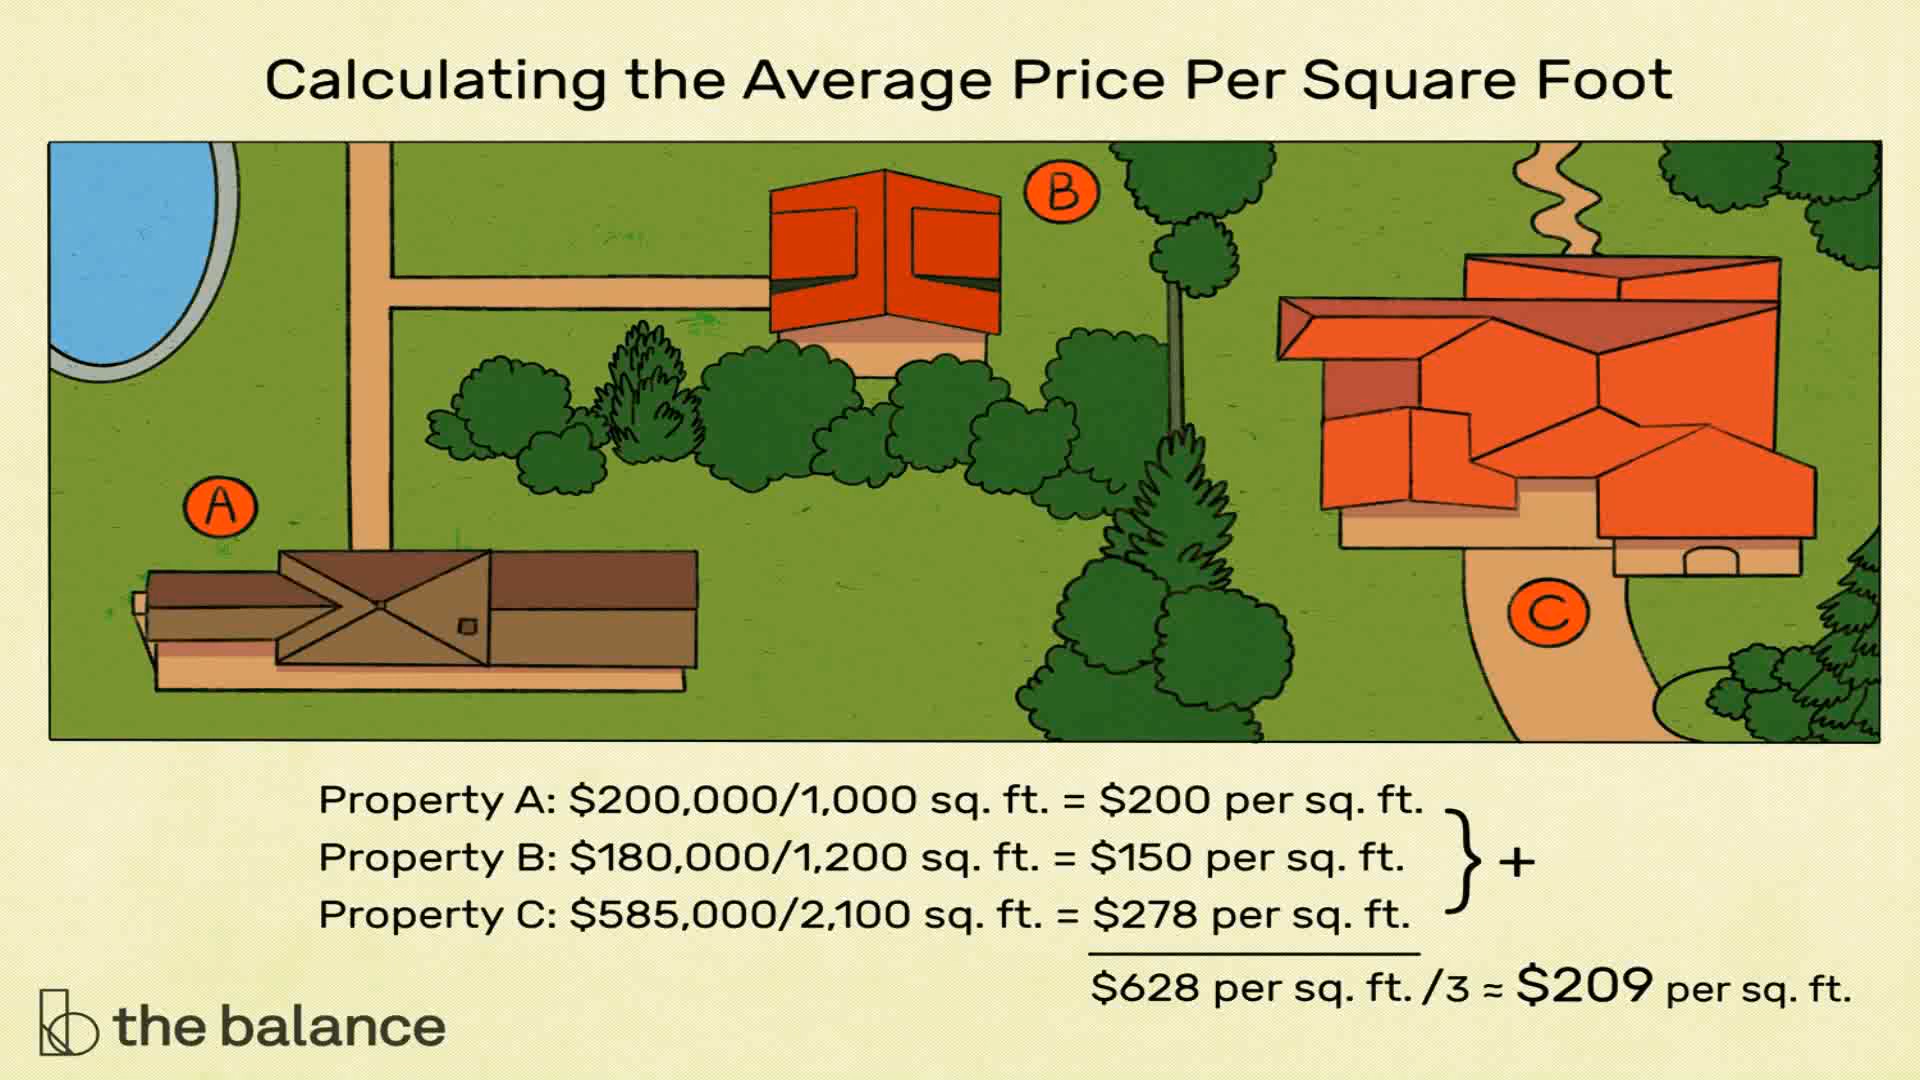 Calculating the Average Price Per Square Foot
B
A
C
Property A: $200,000/1,000 sq. ft. = $200 per sq. ft.
Property B: $180,000/1,200 sq. ft. = $150 per sq. ft.
Property C: $585,000/2,100 sq. ft. = $278 per sq. ft.
} +
$628 per sq. ft. /3 ≈ $209 per sq. ft.
the balance